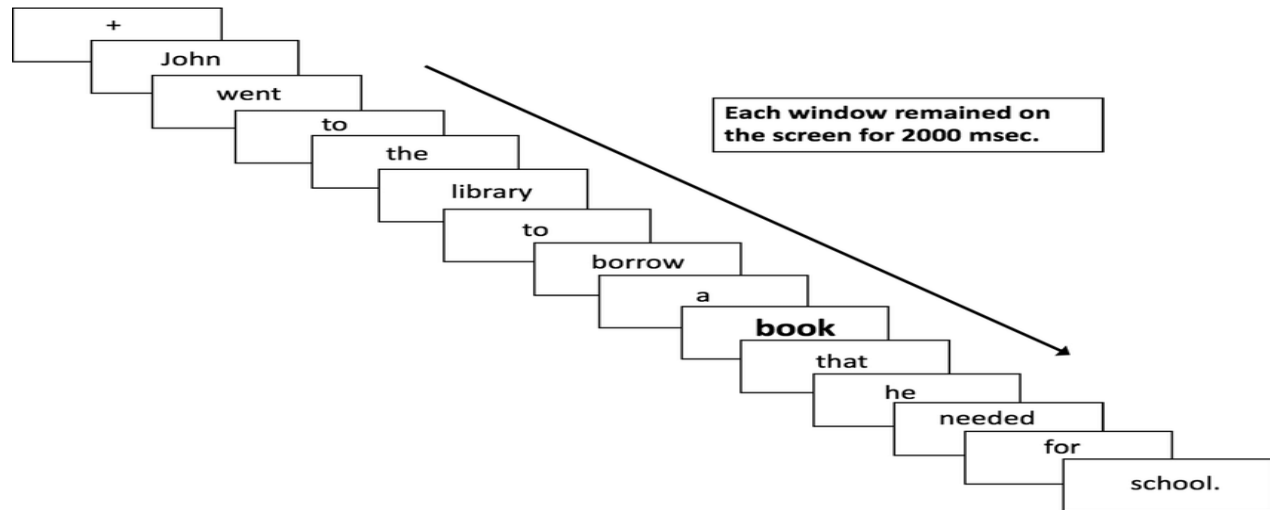 +
John
went
to
the
library
to
borrow
a
book
that
he
needed
for
school.
Each window remained on
the screen for 2000 msec.